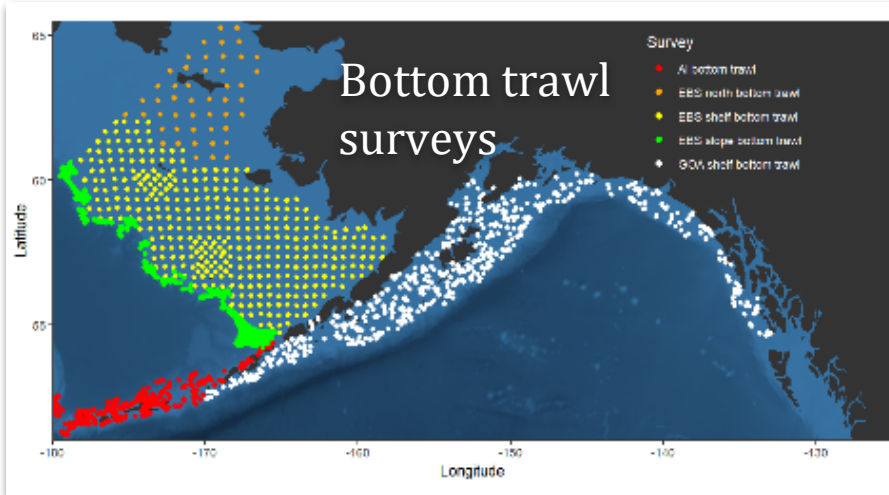 Bottom trawl
surveys
Survey
AI bottom trawl
EBS north bottom trawl
EBS shelf bottom trawl
EBS slope bottom trawl
GOA shelf bottom trawl
65
60
55
Latitude
-180
-170
-160
-150
-140
-130
Longitude